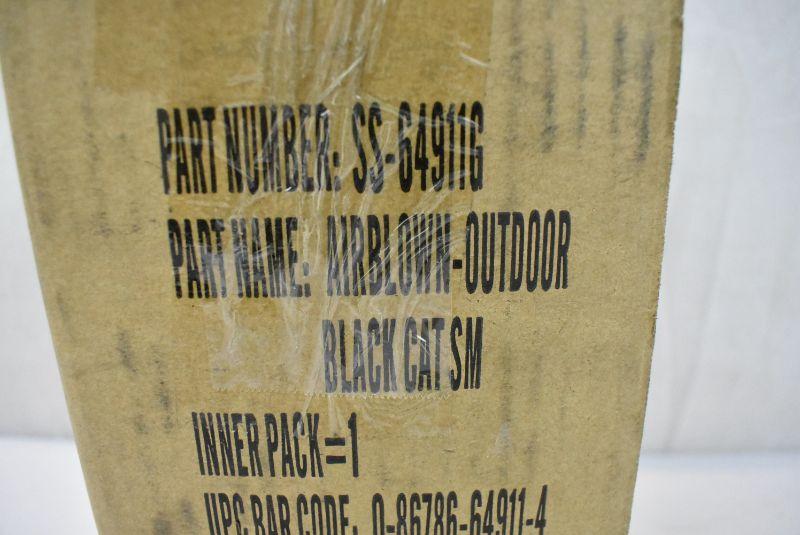 PART NUMBER: SS-64911G
PART NAME: AIRBLOWN-OUTDOOR
BLACK CAT SM
INNER PACK=1
UPC BAR CODE: 0-86786-64911-4